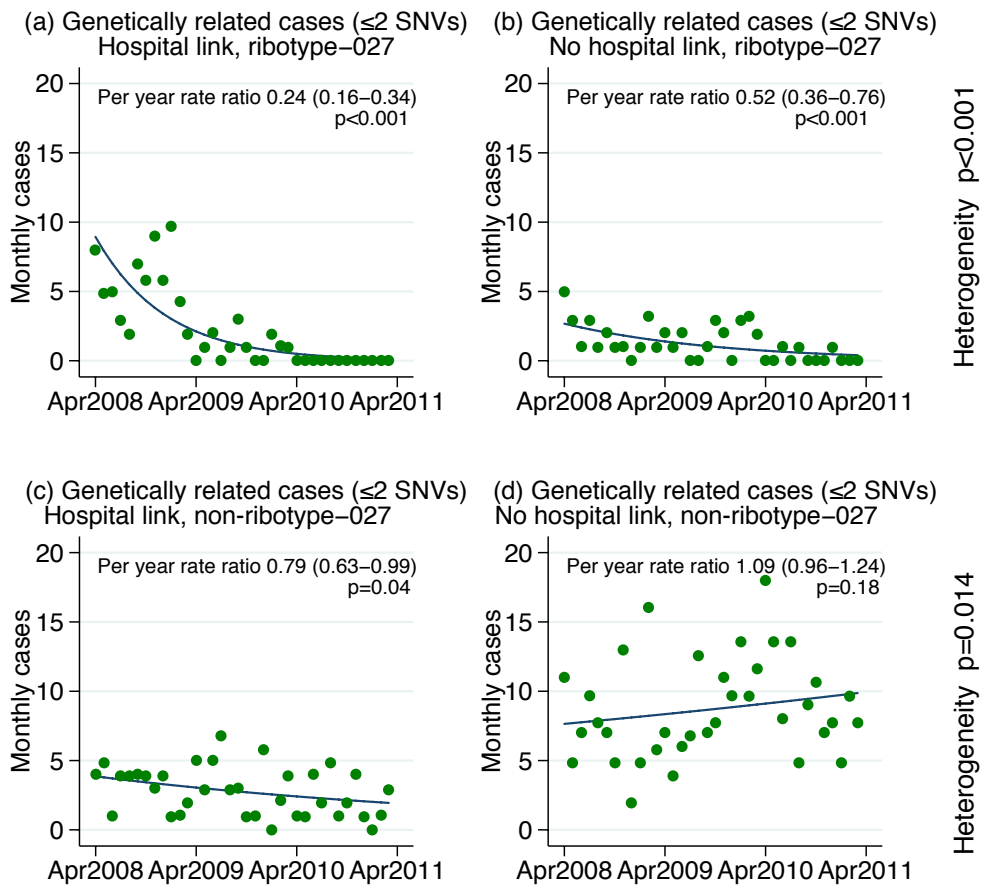 (a) Genetically related cases (≤2 SNVs)
Hospital link, ribotype−027
Per year rate ratio 0.24 (0.16−0.34)
p<0.001
Monthly cases
20
15
10
5
0
Apr2008 Apr2009 Apr2010 Apr2011
(b) Genetically related cases (≤2 SNVs)
No hospital link, ribotype−027
Per year rate ratio 0.52 (0.36−0.76)
p<0.001
Monthly cases
20
15
10
5
0
Apr2008 Apr2009 Apr2010 Apr2011
Heterogeneity p<0.001
(c) Genetically related cases (≤2 SNVs)
Hospital link, non-ribotype−027
Per year rate ratio 0.79 (0.63−0.99)
p=0.04
Monthly cases
20
15
10
5
0
Apr2008 Apr2009 Apr2010 Apr2011
(d) Genetically related cases (≤2 SNVs)
No hospital link, non-ribotype−027
Per year rate ratio 1.09 (0.96−1.24)
p=0.18
Monthly cases
20
15
10
5
0
Apr2008 Apr2009 Apr2010 Apr2011
Heterogeneity p=0.014